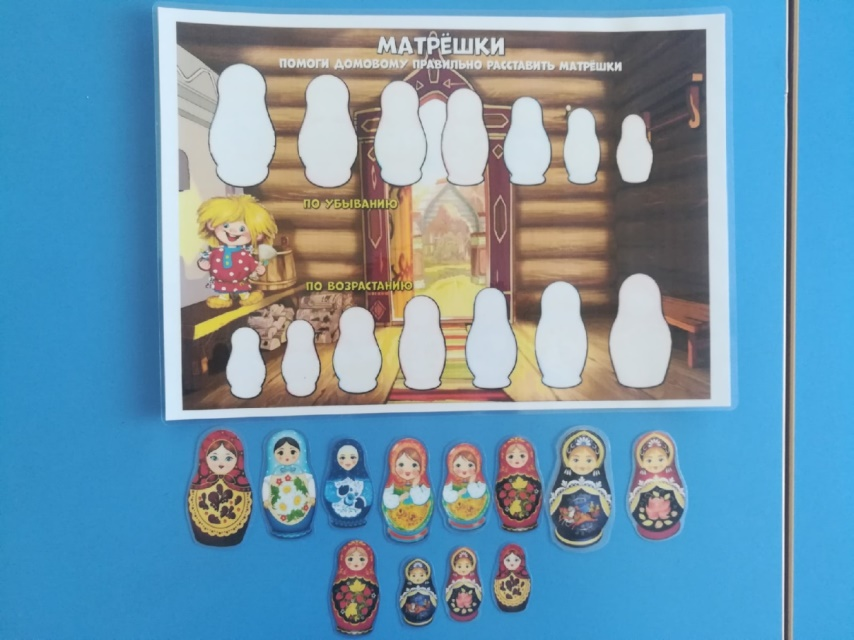 МАТРЁШКИ
ПОМОГИ ДОМОВОМУ ПРАВИЛЬНО РАССТАВИТЬ МАТРЁШКИ
ПО УБЫВАНИЮ
ПО ВОЗРАСТАНИЮ